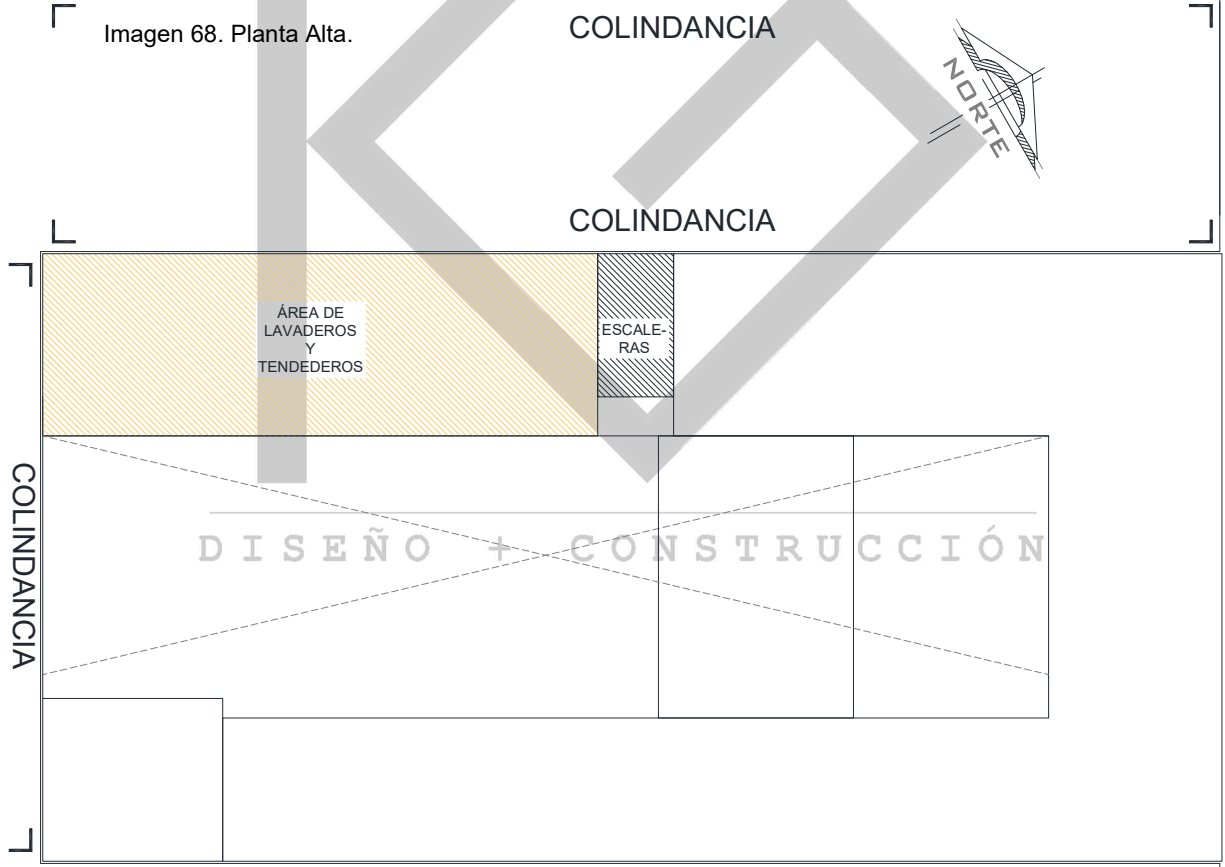 Imagen 68. Planta Alta.
COLINDANCIA
NORTE
COLINDANCIA
ÁREA DE
LAVADEROS
Y
TENDEDEROS
ESCALE-
RAS
COLINDANCIA
DISEÑO + CONSTRUCCIÓN